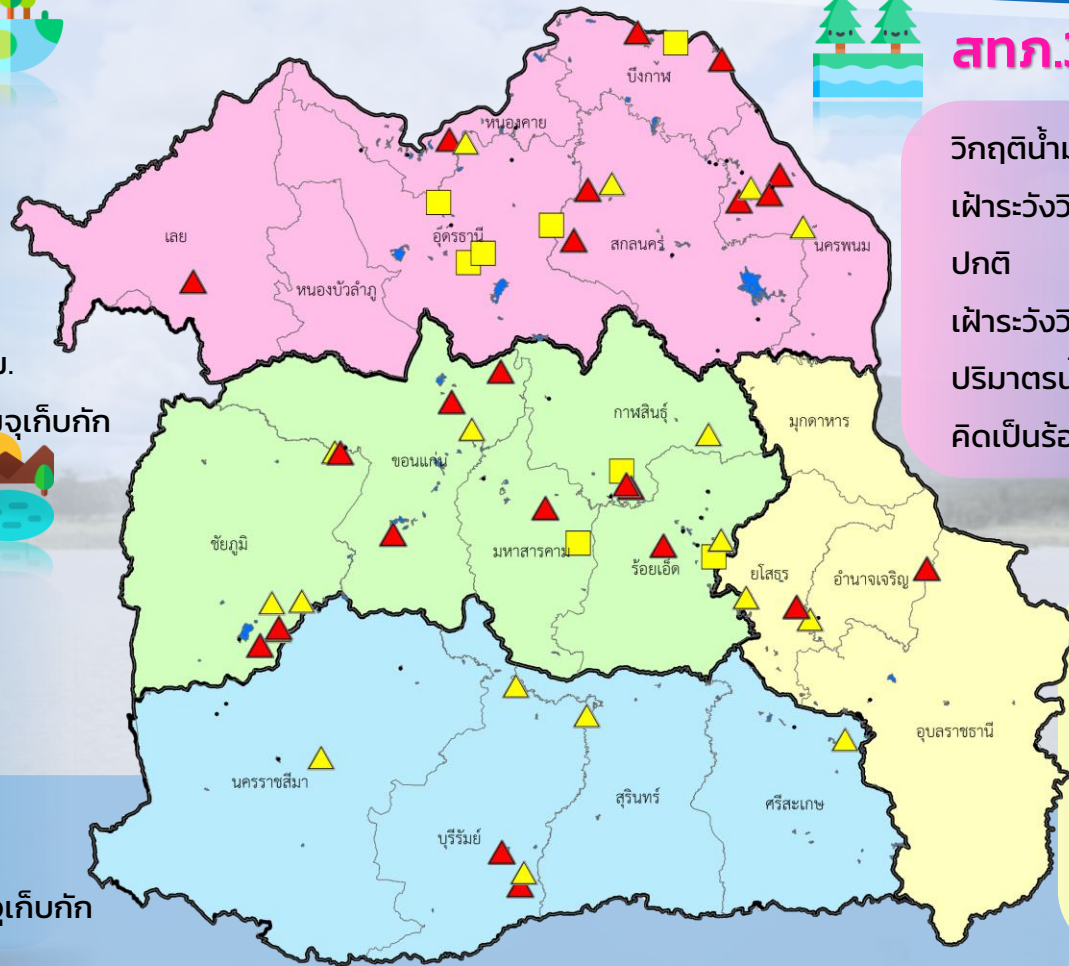 สทภ.3
วิกฤติน้ำม
เฝ้าระวังวิ
ปกติ
เฝ้าระวังวิ
ปริมาตรน้
คิดเป็นร้อ
ม.
จุเก็บกัก
จุเก็บกัก
บึงกาฬ
หนองคาย
เลย
อุดรธานี
สกลนคร
นครพนม
หนองบัวลำภู
กาฬสินธุ์
มุกดาหาร
ขอนแก่น
ชัยภูมิ
มหาสารคาม
ร้อยเอ็ด
ยโสธร
อำนาจเจริญ
อุบลราชธานี
นครราชสีมา
บุรีรัมย์
สุรินทร์
ศรีสะเกษ